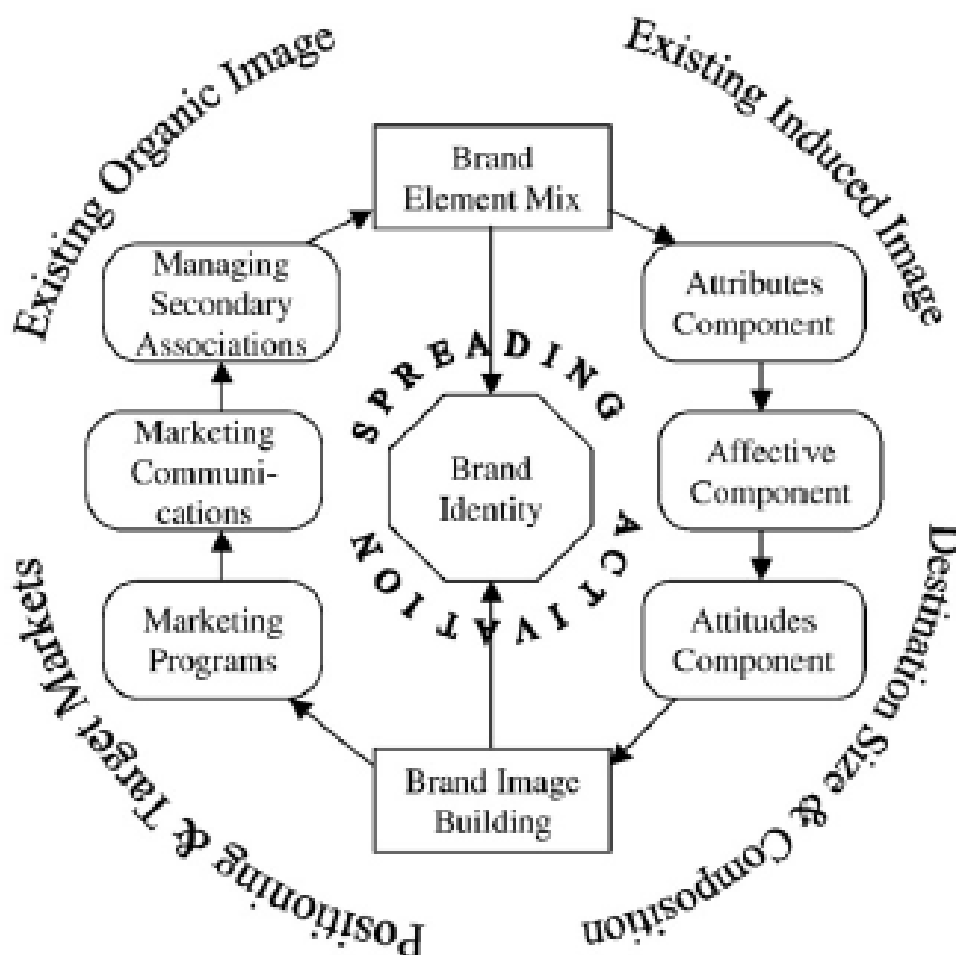 Existing Organic Image
Existing Induced Image
Brand
Element Mix
Managing
Secondary
Associations
Attributes
Component
SPREADING
Marketing
Communi-
cations
Brand
Identity
Affective
Component
ACTIVATION
Marketing
Programs
Attitudes
Component
Brand Image
Building
Positioning & Target Markets
Destination Size & Composition